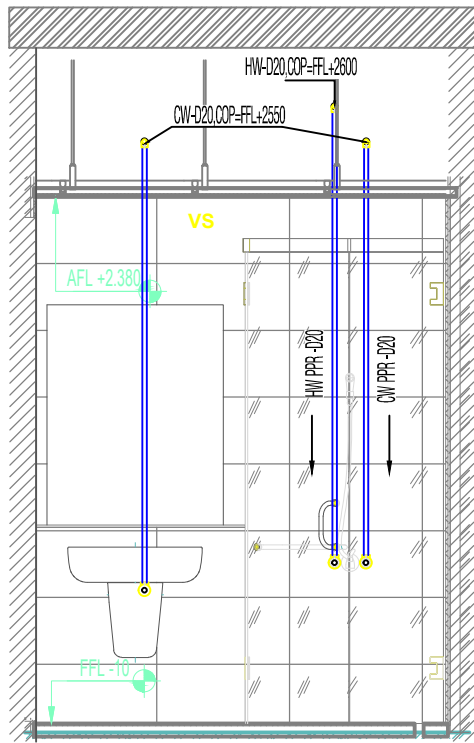 HW-D20,COP=FFL+2600
CW-D20,COP=FFL+2550
VS
AFL +2.380
HW PPR -D20
CW PPR -D20
FFL -10